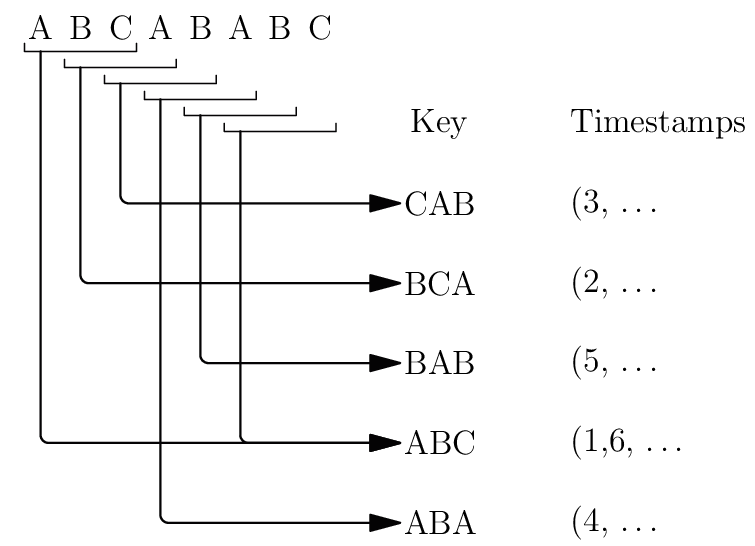 A B C A B A B C
Key Timestamps
CAB (3, ...
BCA (2, ...
BAB (5, ...
ABC (1,6, ...
ABA (4, ...